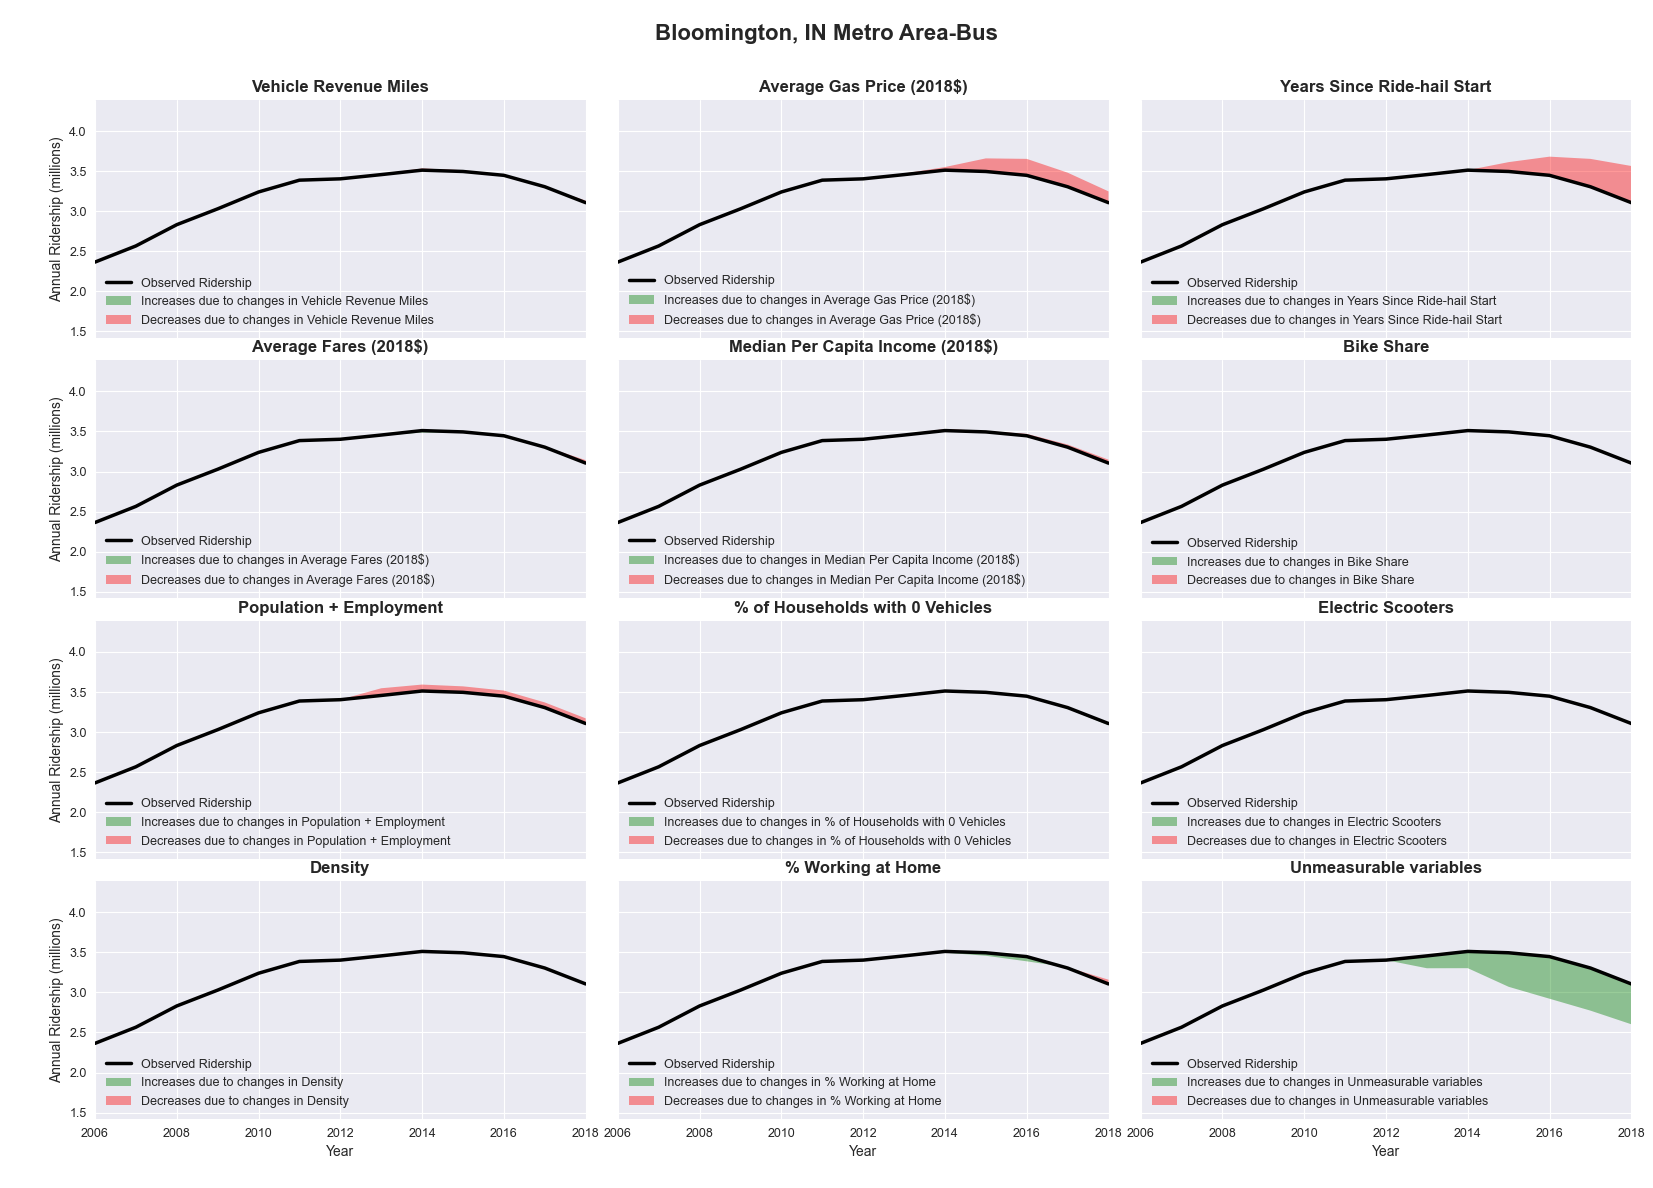 Bloomington, IN Metro Area-Bus
Vehicle Revenue Miles
Annual Ridership (millions)
4.0
3.5
3.0
2.5
2.0
1.5
Observed Ridership
Increases due to changes in Vehicle Revenue Miles
Decreases due to changes in Vehicle Revenue Miles
Average Gas Price (2018$)
Observed Ridership
Increases due to changes in Average Gas Price (2018$)
Decreases due to changes in Average Gas Price (2018$)
Years Since Ride-hail Start
Observed Ridership
Increases due to changes in Years Since Ride-hail Start
Decreases due to changes in Years Since Ride-hail Start
Average Fares (2018$)
Annual Ridership (millions)
4.0
3.5
3.0
2.5
2.0
1.5
Observed Ridership
Increases due to changes in Average Fares (2018$)
Decreases due to changes in Average Fares (2018$)
Median Per Capita Income (2018$)
Observed Ridership
Increases due to changes in Median Per Capita Income (2018$)
Decreases due to changes in Median Per Capita Income (2018$)
Bike Share
Observed Ridership
Increases due to changes in Bike Share
Decreases due to changes in Bike Share
Population + Employment
Annual Ridership (millions)
4.0
3.5
3.0
2.5
2.0
1.5
Observed Ridership
Increases due to changes in Population + Employment
Decreases due to changes in Population + Employment
% of Households with 0 Vehicles
Observed Ridership
Increases due to changes in % of Households with 0 Vehicles
Decreases due to changes in % of Households with 0 Vehicles
Electric Scooters
Observed Ridership
Increases due to changes in Electric Scooters
Decreases due to changes in Electric Scooters
Density
Annual Ridership (millions)
4.0
3.5
3.0
2.5
2.0
1.5
Observed Ridership
Increases due to changes in Density
Decreases due to changes in Density
2006 2008 2010 2012 2014 2016 2018
Year
% Working at Home
Observed Ridership
Increases due to changes in % Working at Home
Decreases due to changes in % Working at Home
2006 2008 2010 2012 2014 2016 2018
Year
Unmeasurable variables
Observed Ridership
Increases due to changes in Unmeasurable variables
Decreases due to changes in Unmeasurable variables
2006 2008 2010 2012 2014 2016 2018
Year